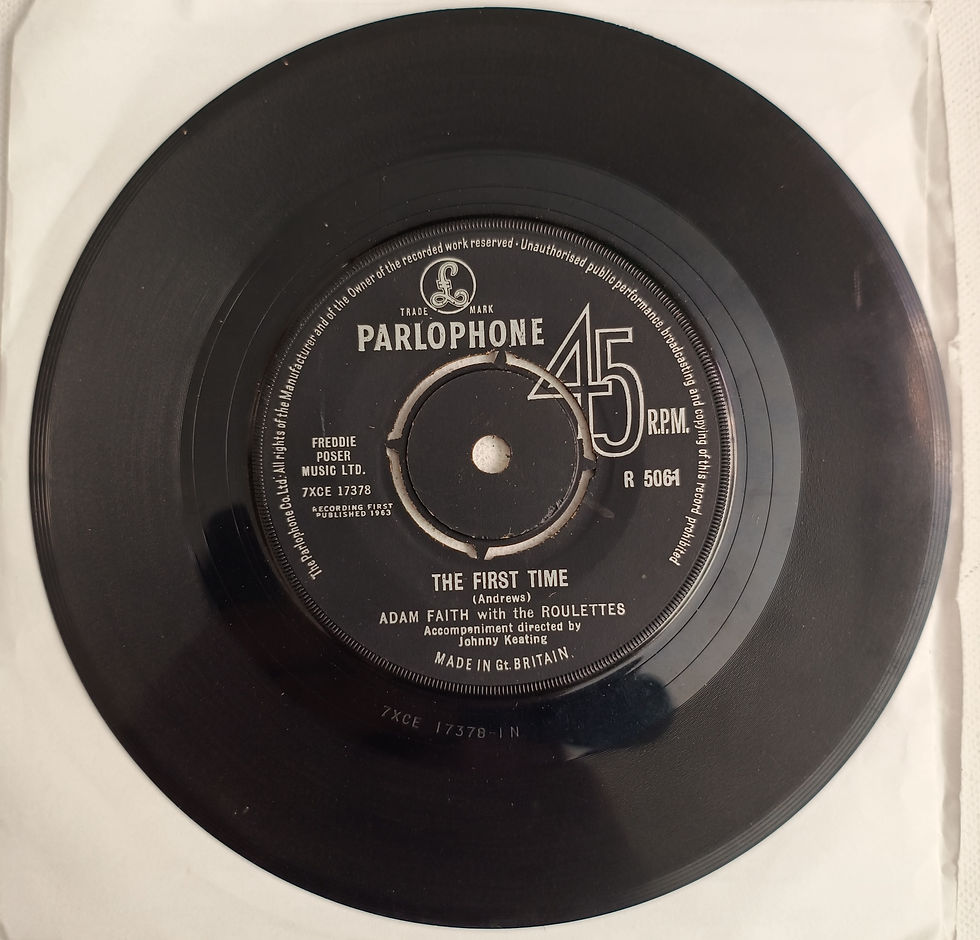 The Parlophone Co. Ltd. All rights of the Manufacturer and of the Owner of the recorded work reserved · Unauthorised public performance, broadcasting and copying of this record prohibited
£
TRADE MARK
PARLOPHONE
45
R.P.M.
FREDDIE
POSER
MUSIC LTD.
7XCE 17378
RECORDING FIRST
PUBLISHED 1963
R 5061
THE FIRST TIME
(Andrews)
ADAM FAITH with the ROULETTES
Accompaniment directed by
Johnny Keating
MADE IN Gt. BRITAIN.
7XCE 17378-1N